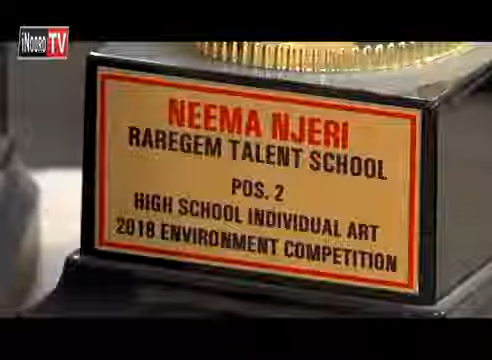 iNOORO TV
NEEMA NJERI
RAREGEM TALENT SCHOOL
POS. 2
HIGH SCHOOL INDIVIDUAL ART
2018 ENVIRONMENT COMPETITION